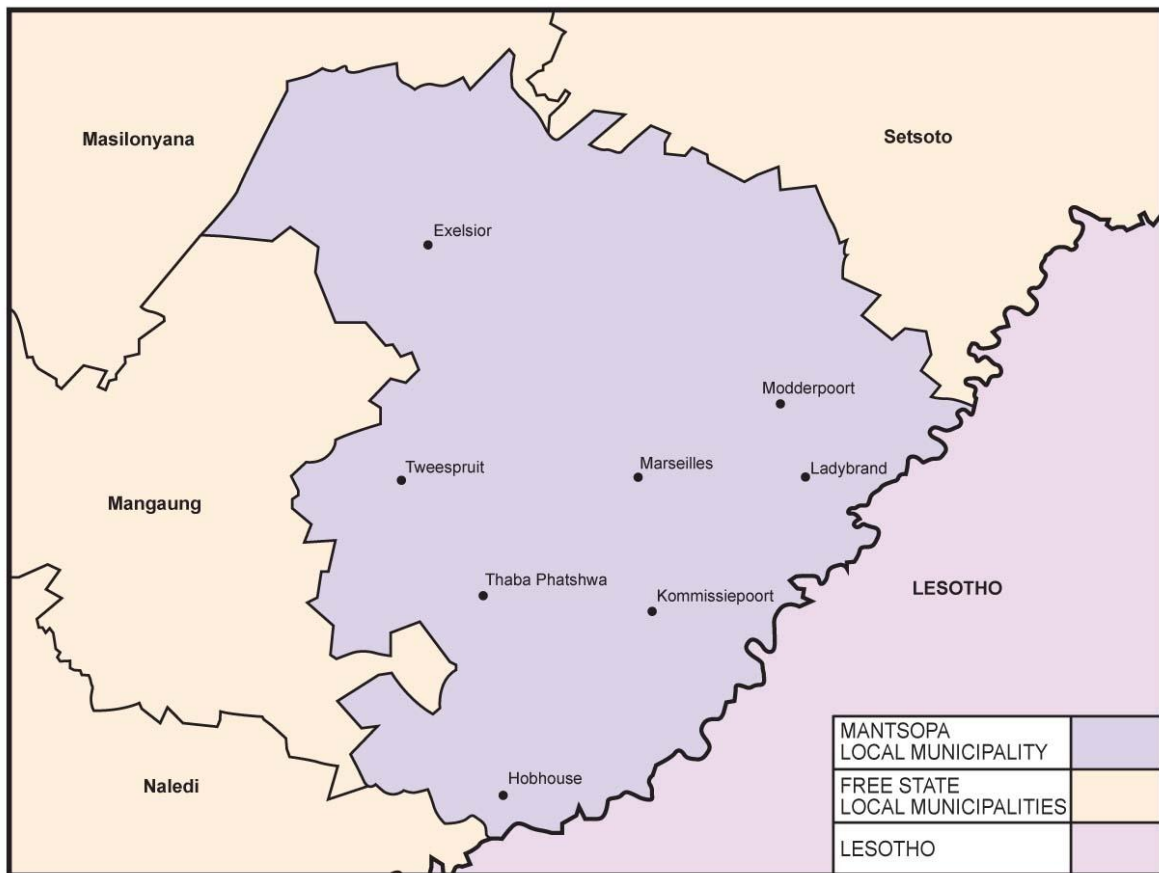 Masilonyana
Setsoto
Exelsior
Modderpoort
Tweespruit
Marseilles
Ladybrand
Mangaung
Thaba Phatshwa
Kommissiepoort
LESOTHO
Naledi
Hobhouse
MANTSOPA
LOCAL MUNICIPALITY
FREE STATE
LOCAL MUNICIPALITIES
LESOTHO